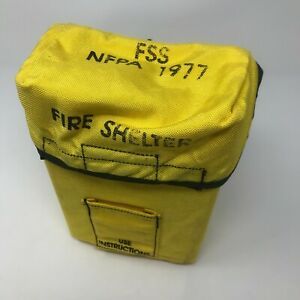 FSS
NFPA 1977
FIRE SHELTER
USE
INSTRUCTIONS